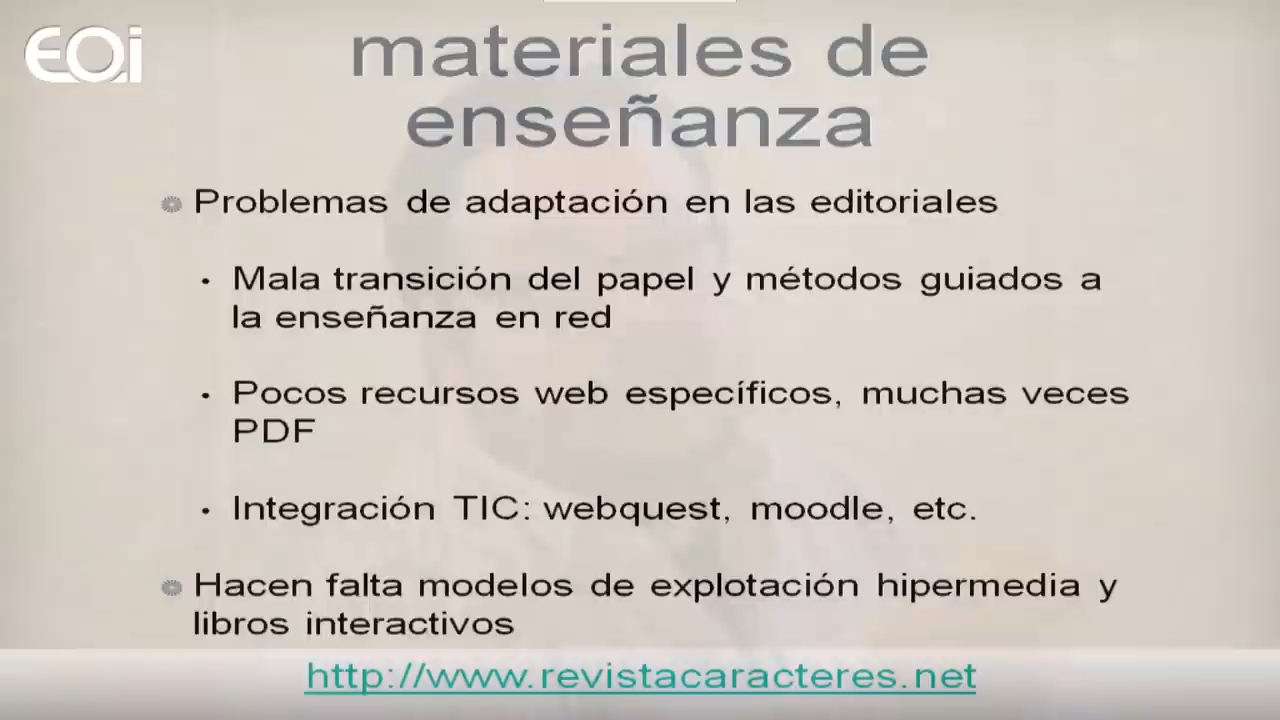 EOi
materiales de
enseñanza
Problemas de adaptación en las editoriales
Mala transición del papel y métodos guiados a
la enseñanza en red
Pocos recursos web específicos, muchas veces
PDF
Integración TIC: webquest, moodle, etc.
Hacen falta modelos de explotación hipermedia y
libros interactivos
http://www.revistacaracteres.net